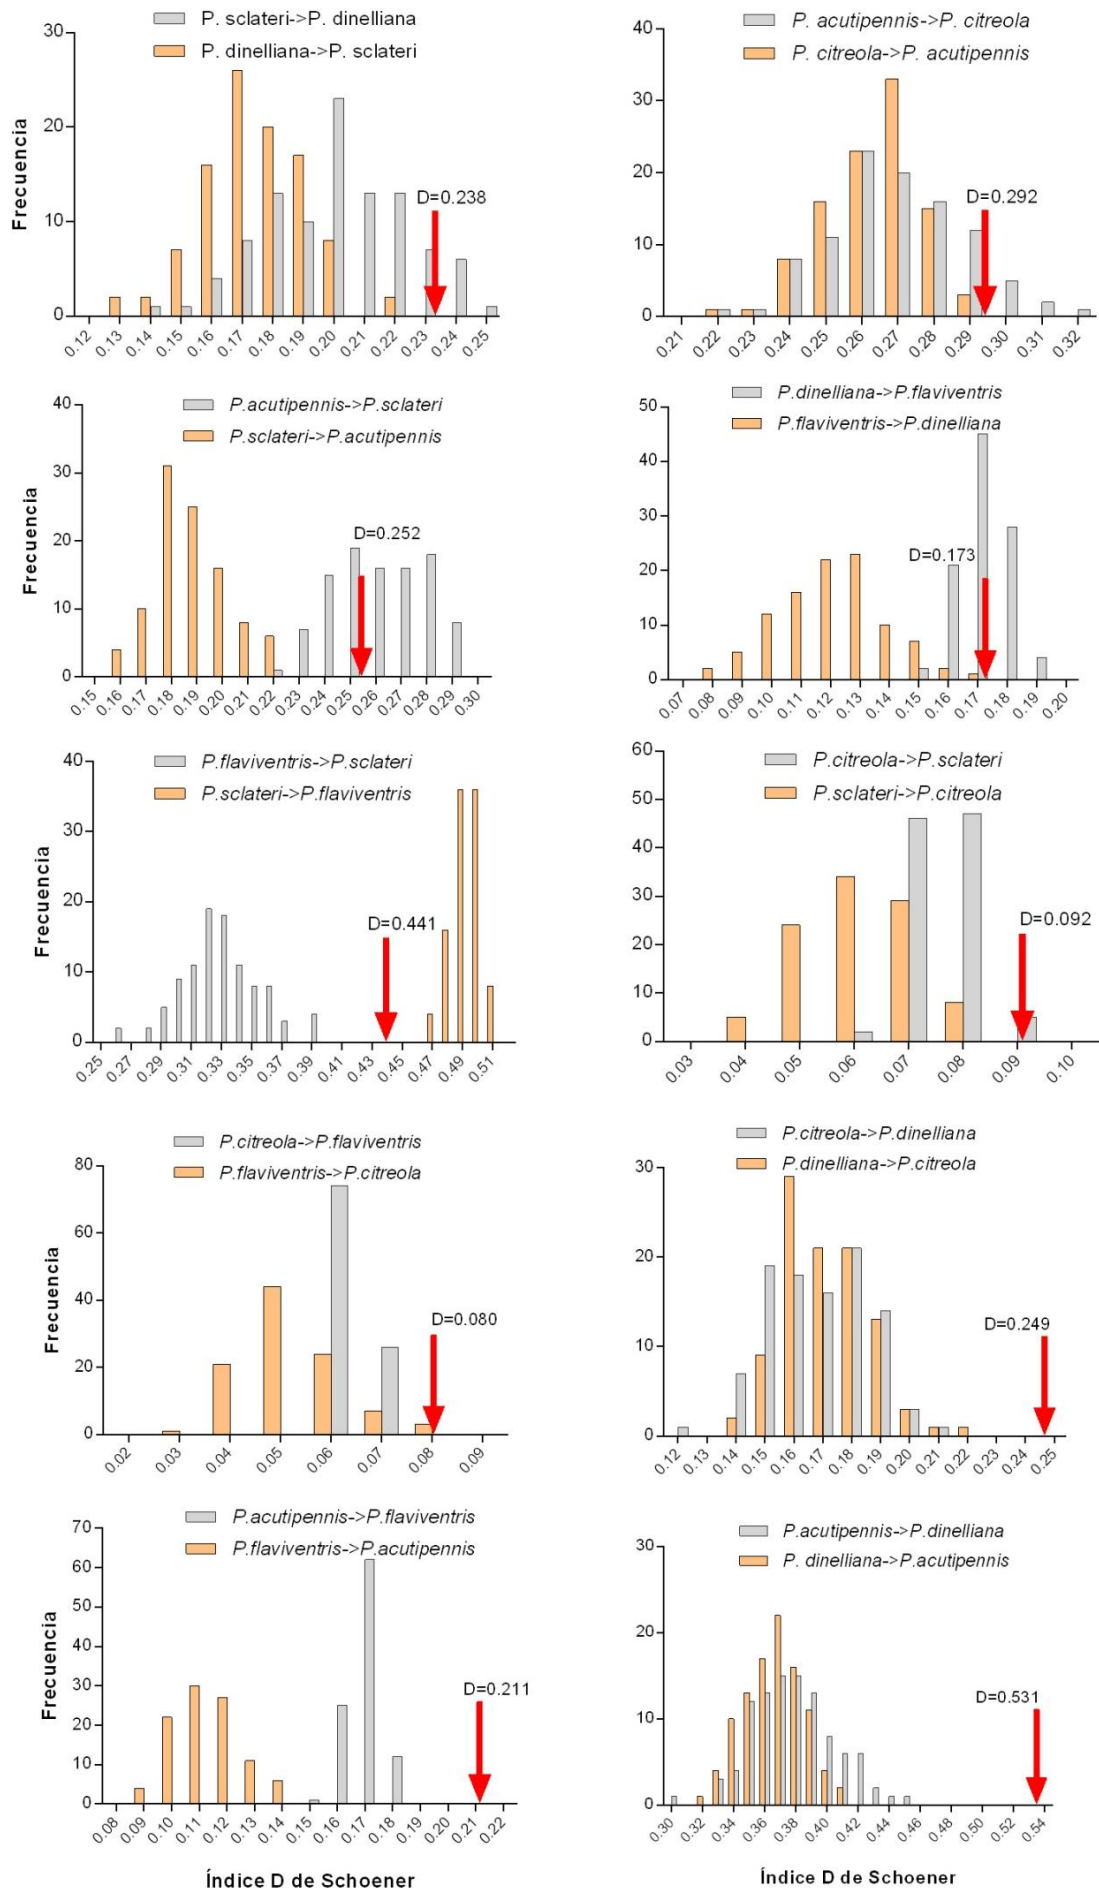 P. sclateri->P. dinelliana
P. dinelliana->P. sclateri
Frecuencia
30
20
10
0
D=0.238
0.12 0.13 0.14 0.15 0.16 0.17 0.18 0.19 0.20 0.21 0.22 0.23 0.24 0.25
P. acutipennis->P. citreola
P. citreola->P. acutipennis
40
30
20
10
0
D=0.292
0.21 0.22 0.23 0.24 0.25 0.26 0.27 0.28 0.29 0.30 0.31 0.32
P.acutipennis->P.sclateri
P.sclateri->P.acutipennis
Frecuencia
40
30
20
10
0
D=0.252
0.15 0.16 0.17 0.18 0.19 0.20 0.21 0.22 0.23 0.24 0.25 0.26 0.27 0.28 0.29 0.30
P.dinelliana->P.flaviventris
P.flaviventris->P.dinelliana
50
40
30
20
10
0
D=0.173
0.07 0.08 0.09 0.10 0.11 0.12 0.13 0.14 0.15 0.16 0.17 0.18 0.19 0.20
P.flaviventris->P.sclateri
P.sclateri->P.flaviventris
Frecuencia
40
30
20
10
0
D=0.441
0.25 0.27 0.29 0.31 0.33 0.35 0.37 0.39 0.41 0.43 0.45 0.47 0.49 0.51
P.citreola->P.sclateri
P.sclateri->P.citreola
60
50
40
30
20
10
0
D=0.092
0.03 0.04 0.05 0.06 0.07 0.08 0.09 0.10
P.citreola->P.flaviventris
P.flaviventris->P.citreola
Frecuencia
80
60
40
20
0
D=0.080
0.02 0.03 0.04 0.05 0.06 0.07 0.08 0.09
P.citreola->P.dinelliana
P.dinelliana->P.citreola
30
20
10
0
D=0.249
0.12 0.13 0.14 0.15 0.16 0.17 0.18 0.19 0.20 0.21 0.22 0.23 0.24 0.25
P.acutipennis->P.flaviventris
P.flaviventris->P.acutipennis
Frecuencia
70
60
50
40
30
20
10
0
D=0.211
0.08 0.09 0.10 0.11 0.12 0.13 0.14 0.15 0.16 0.17 0.18 0.19 0.20 0.21 0.22
Índice D de Schoener
P.acutipennis->P.dinelliana
P. dinelliana->P.acutipennis
30
20
10
0
D=0.531
0.30 0.32 0.34 0.36 0.38 0.40 0.42 0.44 0.46 0.48 0.50 0.52 0.54
Índice D de Schoener